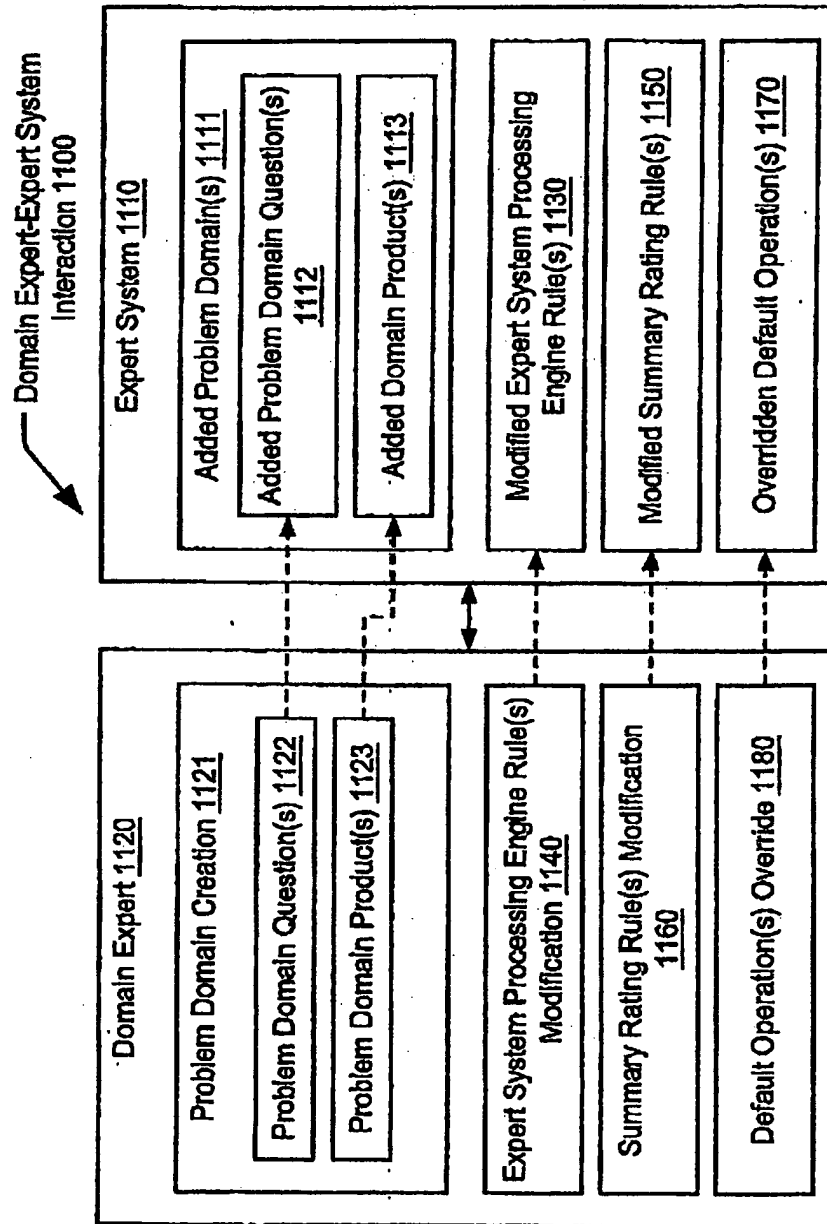 Domain Expert-Expert System
Interaction 1100
Domain Expert 1120
Problem Domain Creation 1121
Problem Domain Question(s) 1122
Problem Domain Product(s) 1123
Expert System Processing Engine Rule(s)
Modification 1140
Summary Rating Rule(s) Modification
1160
Default Operation(s) Override 1180
Expert System 1110
Added Problem Domain(s) 1111
Added Problem Domain Question(s)
1112
Added Domain Product(s) 1113
Modified Expert System Processing
Engine Rule(s) 1130
Modified Summary Rating Rule(s) 1150
Overridden Default Operation(s) 1170